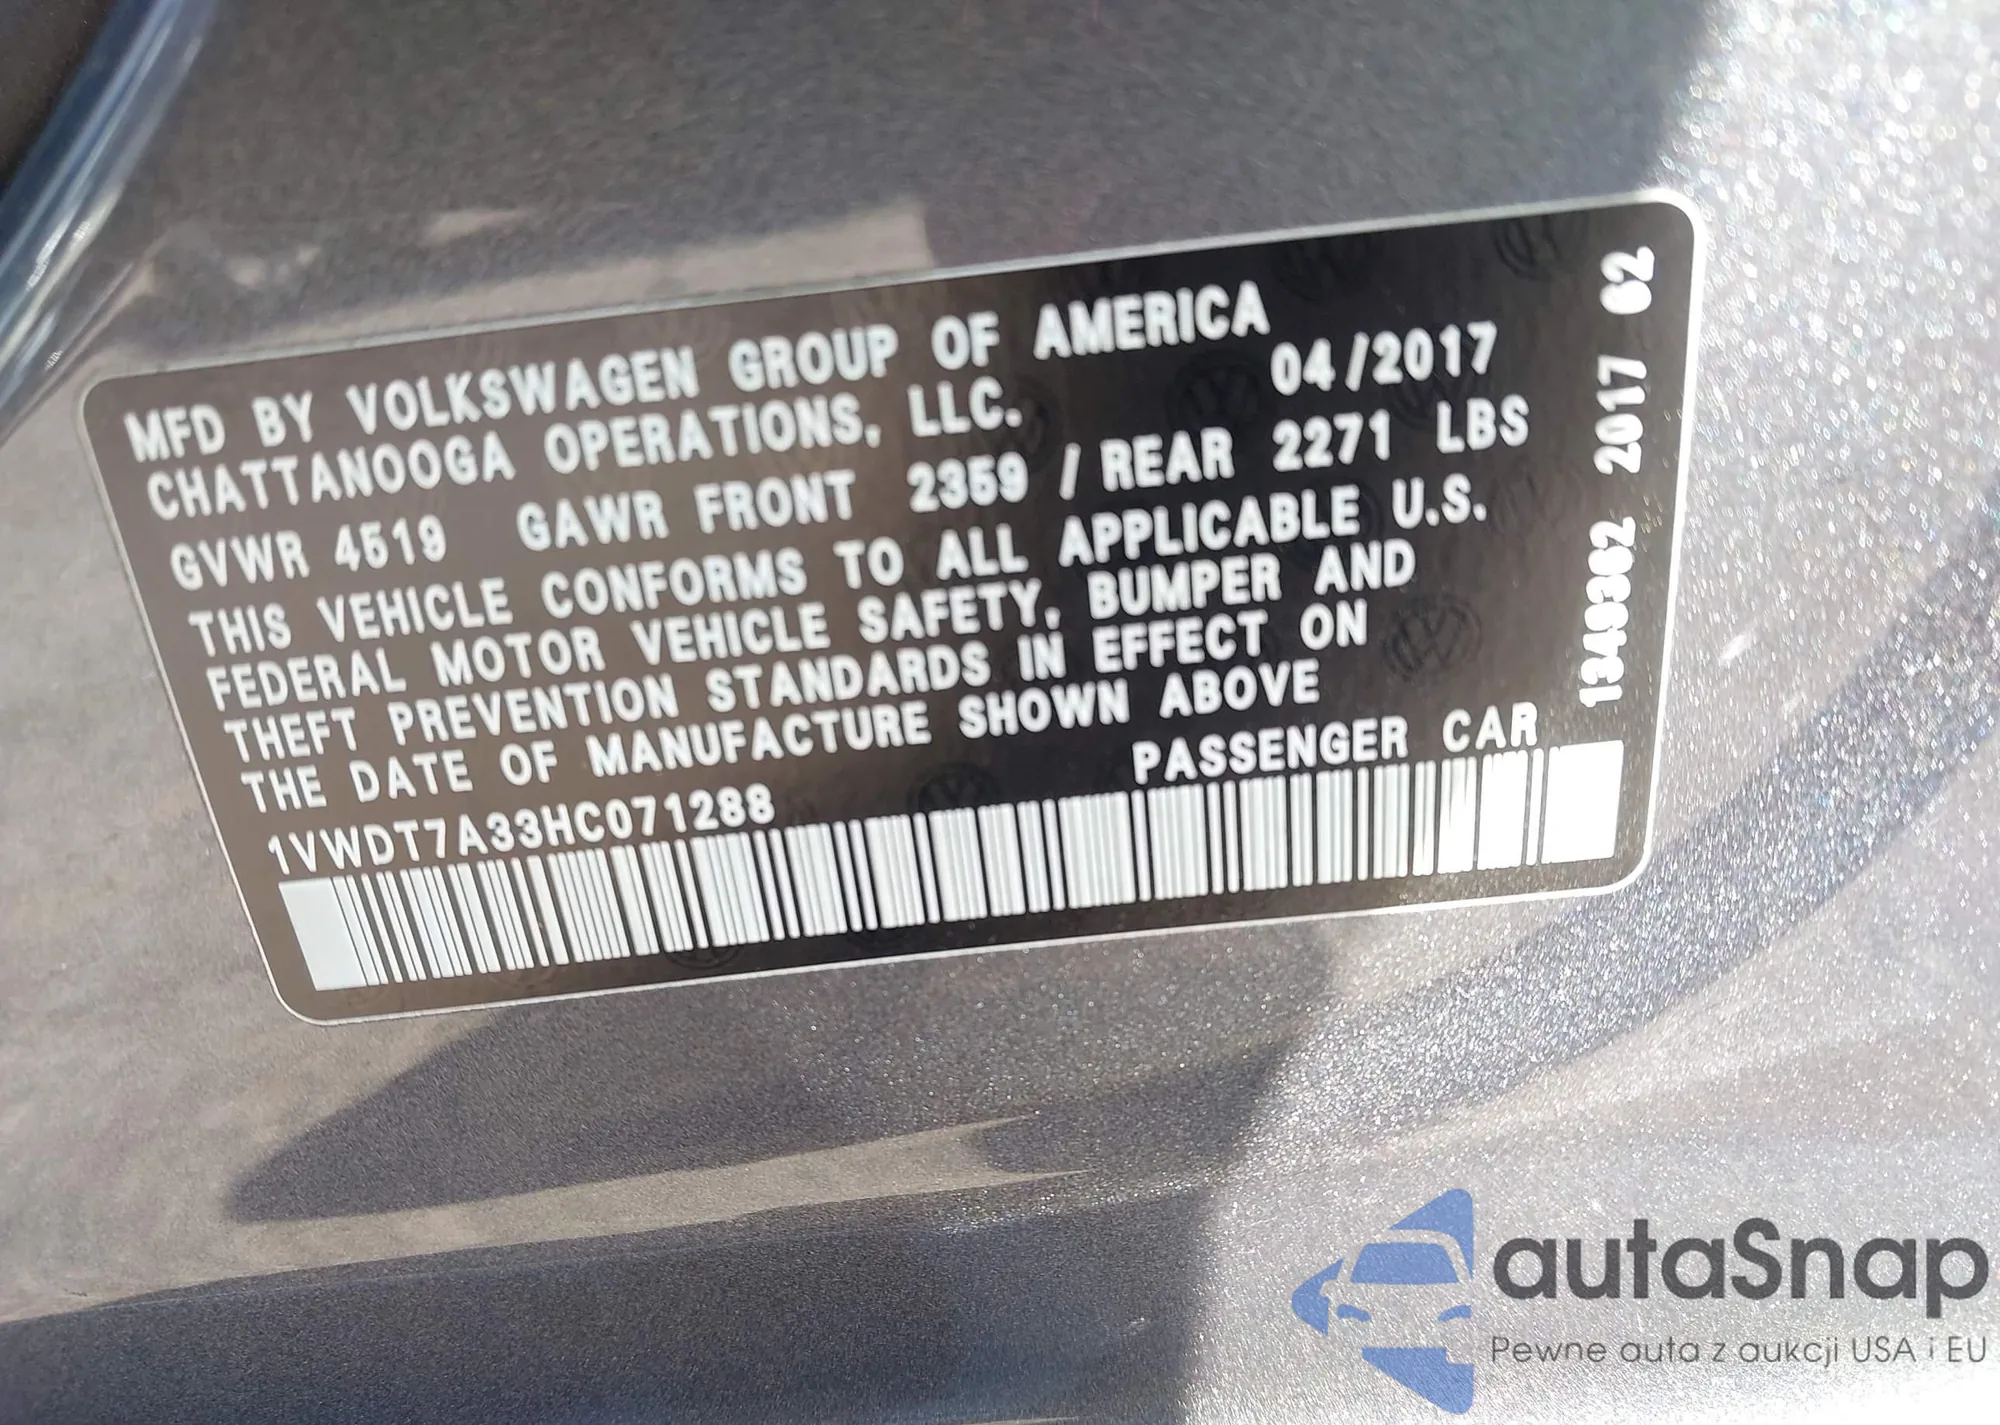 MFD BY VOLKSWAGEN GROUP OF AMERICA
CHATTANOOGA OPERATIONS, LLC. 04/2017
GVWR 4519 GAWR FRONT 2359 / REAR 2271 LBS
THIS VEHICLE CONFORMS TO ALL APPLICABLE U.S.
FEDERAL MOTOR VEHICLE SAFETY, BUMPER AND
THEFT PREVENTION STANDARDS IN EFFECT ON
THE DATE OF MANUFACTURE SHOWN ABOVE
1VWDT7A33HC071288 PASSENGER CAR
2017
autaSnap
Pewne auta z aukcji USA i EU